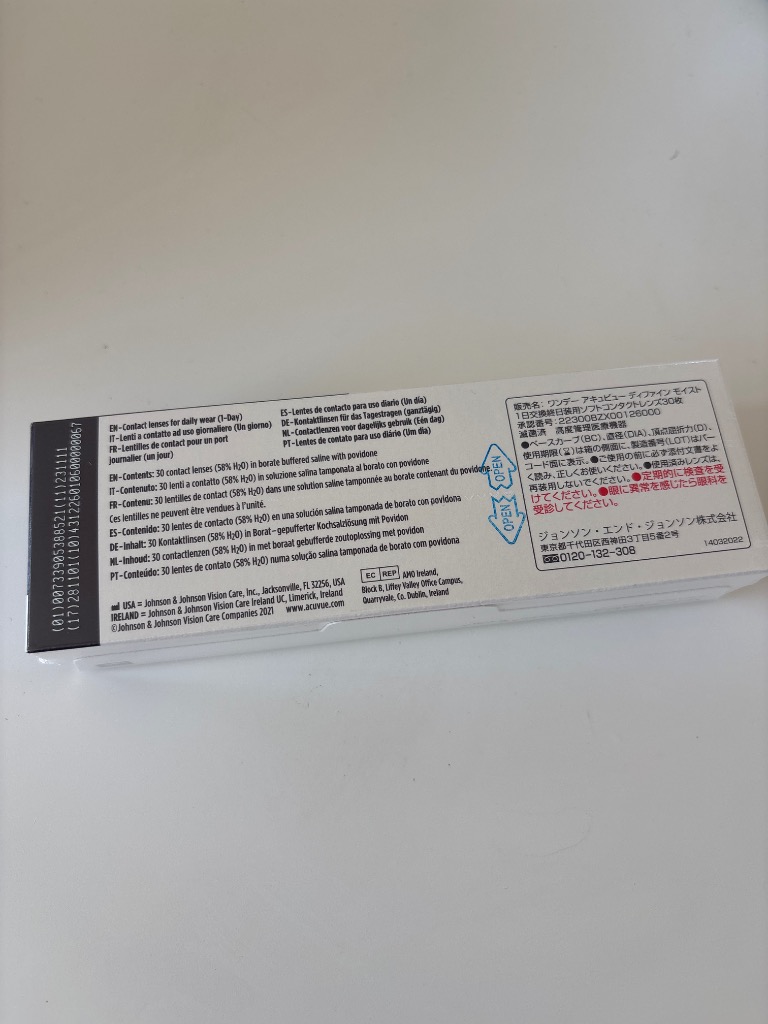 (01)00733905388521(11)231111
(17)281101(10)4312260106000000067
EN-Contact lenses for daily wear (1-Day)
IT-Lenti a contatto ad uso giornaliero (Un giorno)
FR-Lentilles de contact pour un port
journalier (un jour)
ES-Lentes de contacto para uso diario (Un día)
DE-Kontaktlinsen für das Tagestragen (ganztägig)
NL-Contactlenzen voor dagelijks gebruik (Eén dag)
PT-Lentes de contato para uso diário (Um dia)
EN-Contents: 30 contact lenses (58% H₂O) in borate buffered saline with povidone
IT-Contenuto: 30 lenti a contatto (58% H₂O) in soluzione salina tamponata al borato con povidone
FR-Contenu: 30 lentilles de contact (58% H₂O) dans une solution saline tamponnée au borate contenant du povidone
Ces lentilles ne peuvent être vendues à l'unité.
ES-Contenido: 30 lentes de contacto (58% H₂O) en una solución salina tamponada de borato con povidona
DE-Inhalt: 30 Kontaktlinsen (58% H₂O) in Borat-gepufferter Kochsalzlösung mit Povidon
NL-Inhoud: 30 contactlenzen (58% H₂O) in met boraat gebufferde zoutoplossing met povidon
PT-Conteúdo: 30 lentes de contato (58% H₂O) numa solução salina tamponada de borato com povidona
USA = Johnson & Johnson Vision Care, Inc., Jacksonville, FL 32256, USA
IRELAND = Johnson & Johnson Vision Care Ireland UC, Limerick, Ireland
©Johnson & Johnson Vision Care Companies 2021 www.acuvue.com
EC REP AMO Ireland,
Block B, Liffey Valley Office Campus,
Quarryvale, Co. Dublin, Ireland
OPEN
OPEN
販売名: ワンデー アキュビュー ディファイン モイスト
1日交換終日装用ソフトコンタクトレンズ30枚
承認番号:22300BZX00126000
滅菌済 高度管理医療機器
●ベースカーブ(BC)、直径(DIA)、頂点屈折力(D)、
使用期限(⌛)は箱の側面に、製造番号(LOT)はバー
コード面に表示。●ご使用の前に必ず添付文書をよ
く読み、正しくお使いください。●使用済みレンズは、
再装用しないでください。●定期的に検査を受
けてください。●眼に異常を感じたら眼科を
受診してください。
ジョンソン・エンド・ジョンソン株式会社
東京都千代田区西神田3丁目5番2号
0120-132-308
14032022